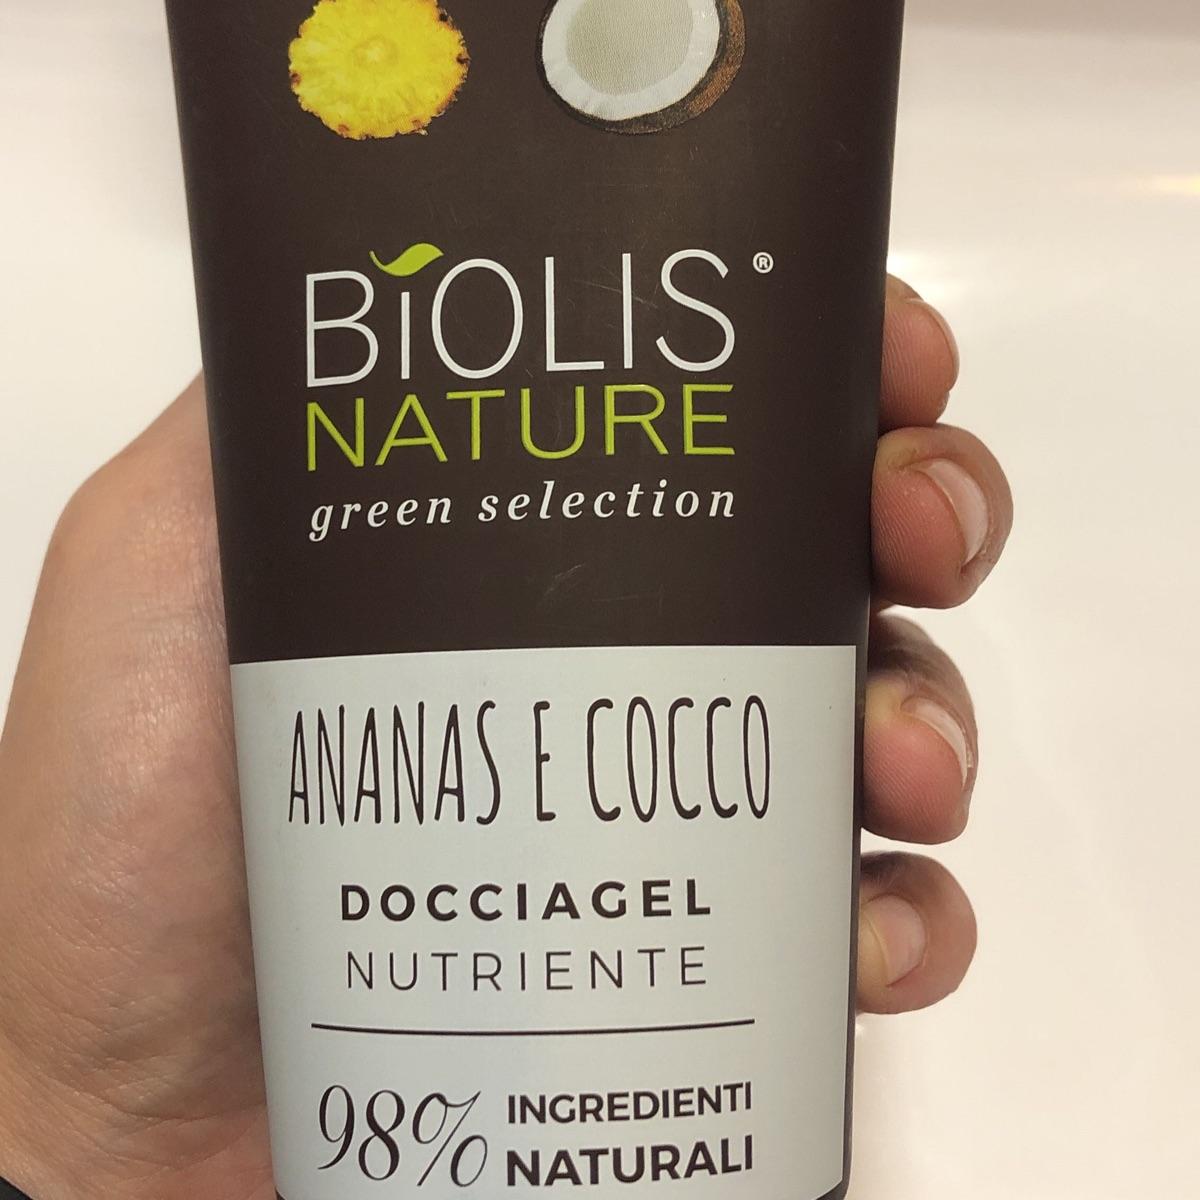 BiOLIS®
NATURE
green selection
ANANAS E COCCO
DOCCIAGEL
NUTRIENTE
98% INGREDIENTI
NATURALI